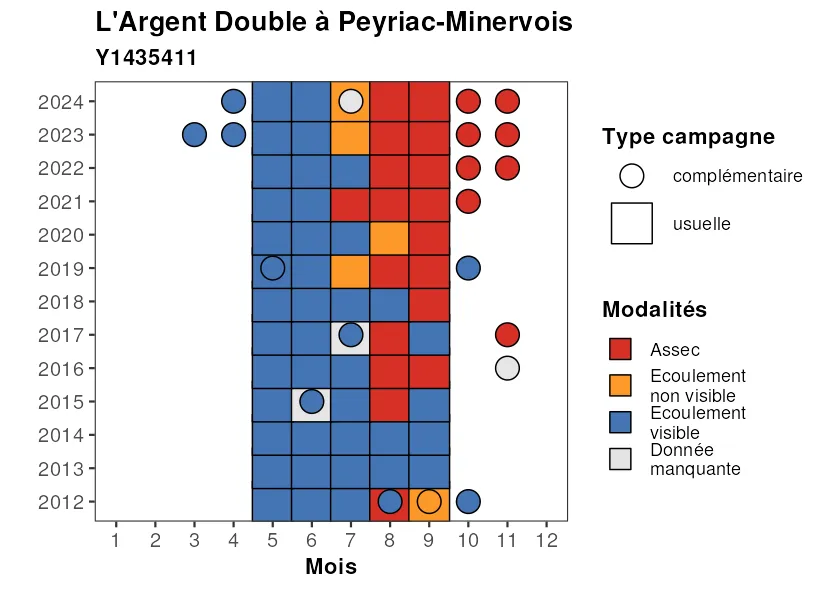 L'Argent Double à Peyriac-Minervois
Y1435411
2024
2023
2022
2021
2020
2019
2018
2017
2016
2015
2014
2013
2012
1 2 3 4 5 6 7 8 9 10 11 12
Mois
Type campagne
complémentaire
usuelle
Modalités
Assec
Ecoulement
non visible
Ecoulement
visible
Donnée
manquante